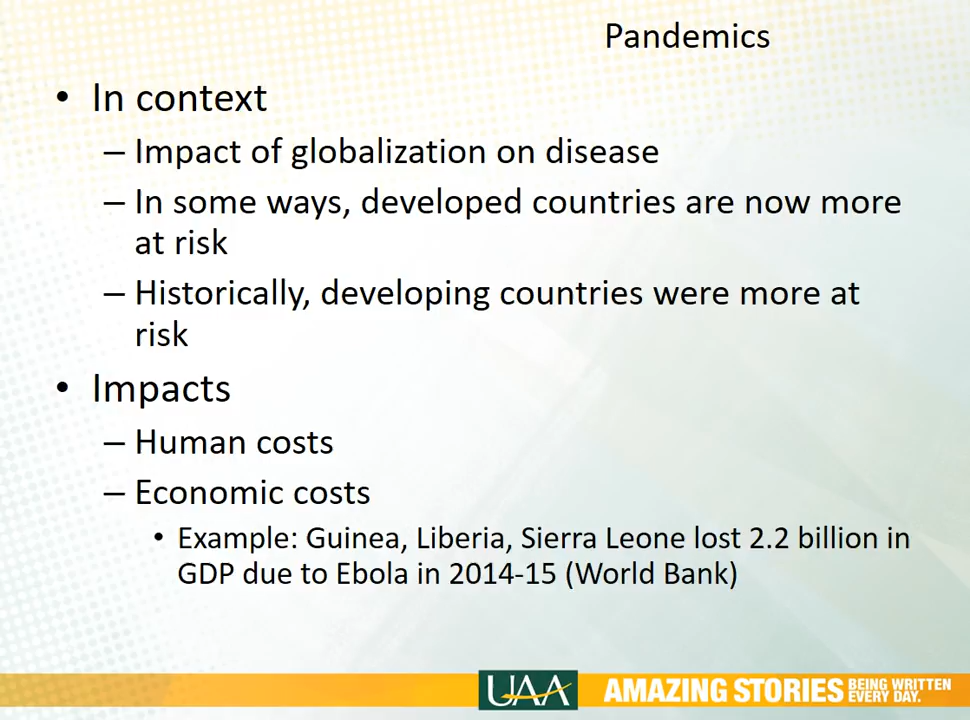 Pandemics
• In context
– Impact of globalization on disease
– In some ways, developed countries are now more
at risk
– Historically, developing countries were more at
risk
• Impacts
– Human costs
– Economic costs
• Example: Guinea, Liberia, Sierra Leone lost 2.2 billion in
GDP due to Ebola in 2014-15 (World Bank)
UAA AMAZING STORIES BEING WRITTEN
EVERY DAY.